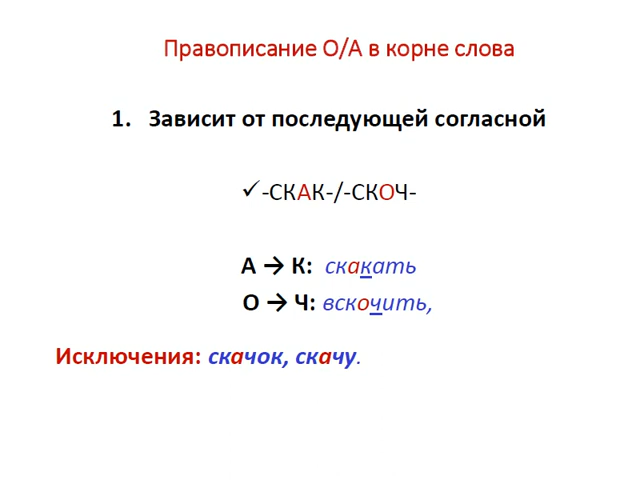 Правописание О/А в корне слова
1. Зависит от последующей согласной
✓-СКАК-/-СКОЧ-
А → К: скакать
О → Ч: вскочить,
Исключения: скачок, скачу.